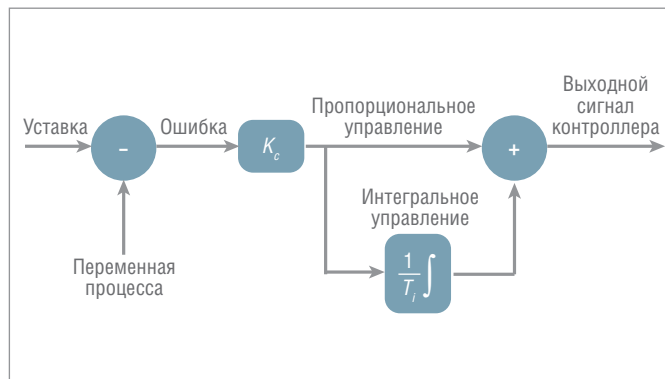 Уставка
-
Ошибка
K_c
Пропорциональное
управление
+
Выходной
сигнал
контроллера
Интегральное
управление
1/T_i ∫
Переменная
процесса